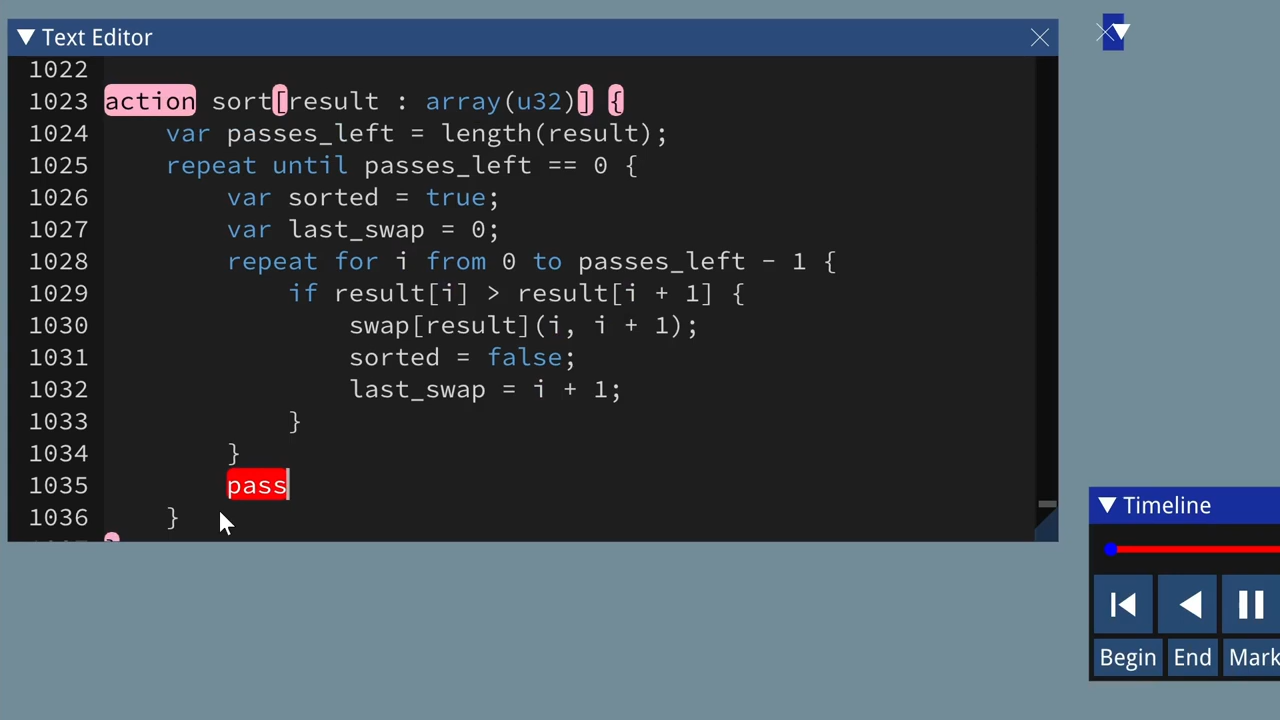 Text Editor
1022
1023 action sort[result : array(u32)] {
1024     var passes_left = length(result);
1025     repeat until passes_left == 0 {
1026         var sorted = true;
1027         var last_swap = 0;
1028         repeat for i from 0 to passes_left - 1 {
1029             if result[i] > result[i + 1] {
1030                 swap[result](i, i + 1);
1031                 sorted = false;
1032                 last_swap = i + 1;
1033             }
1034         }
1035         pass
1036     }
Timeline
Begin End Mark